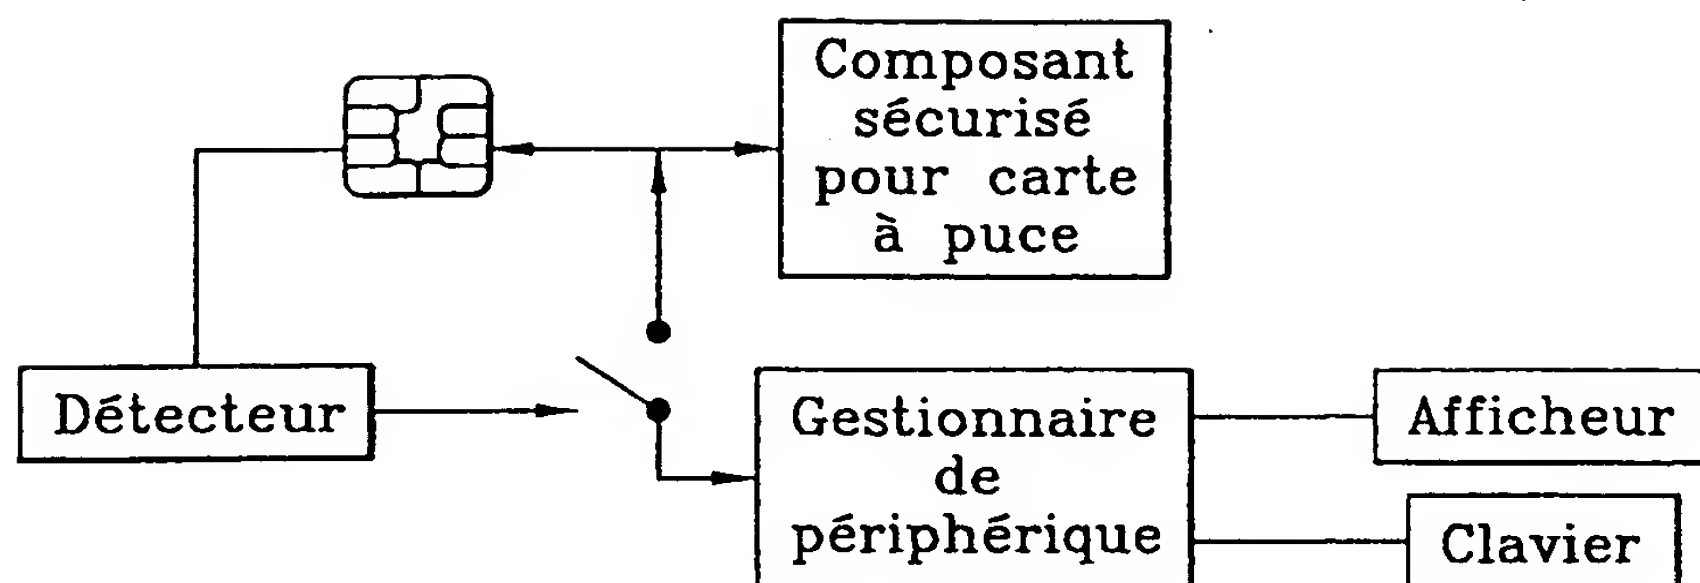 Composant
sécurisé
pour carte
à puce
Détecteur
Gestionnaire
de
périphérique
Afficheur
Clavier